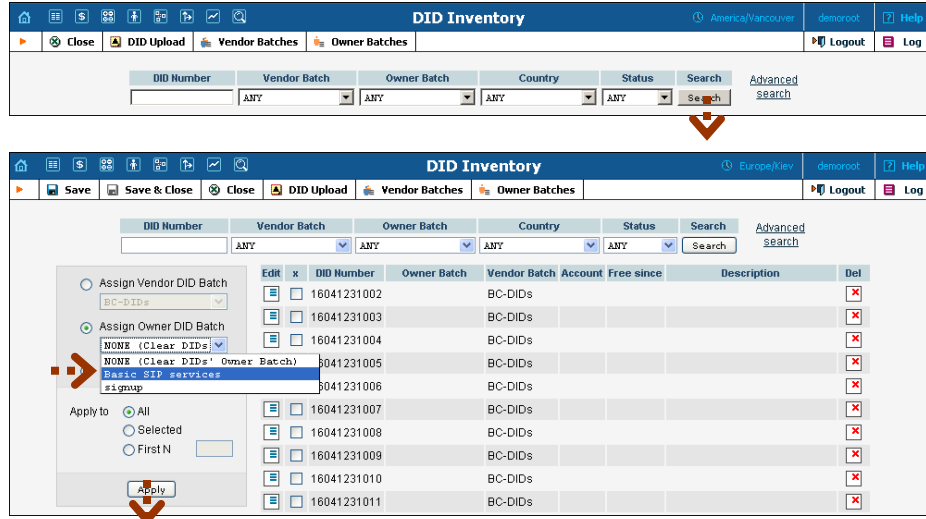 DID Inventory America/Vancouver demoroot ? Help
Close DID Upload Vendor Batches Owner Batches Logout Log
DID Number Vendor Batch Owner Batch Country Status Search Advanced search
ANY ANY ANY ANY Search
DID Inventory Europe/Kiev demoroot ? Help
Save Save & Close Close DID Upload Vendor Batches Owner Batches Logout Log
DID Number Vendor Batch Owner Batch Country Status Search Advanced search
ANY ANY ANY ANY Search
Edit x DID Number Owner Batch Vendor Batch Account Free since Description Del
Assign Vendor DID Batch
BC-DIDs
Assign Owner DID Batch
NONE (Clear DIDs
NONE (Clear DIDs' Owner Batch)
Basic SIP services
signup
Apply to All
Selected
First N
Apply
16041231002 BC-DIDs
16041231003 BC-DIDs
16041231004 BC-DIDs
6041231005 BC-DIDs
6041231006 BC-DIDs
16041231007 BC-DIDs
16041231008 BC-DIDs
16041231009 BC-DIDs
16041231010 BC-DIDs
16041231011 BC-DIDs